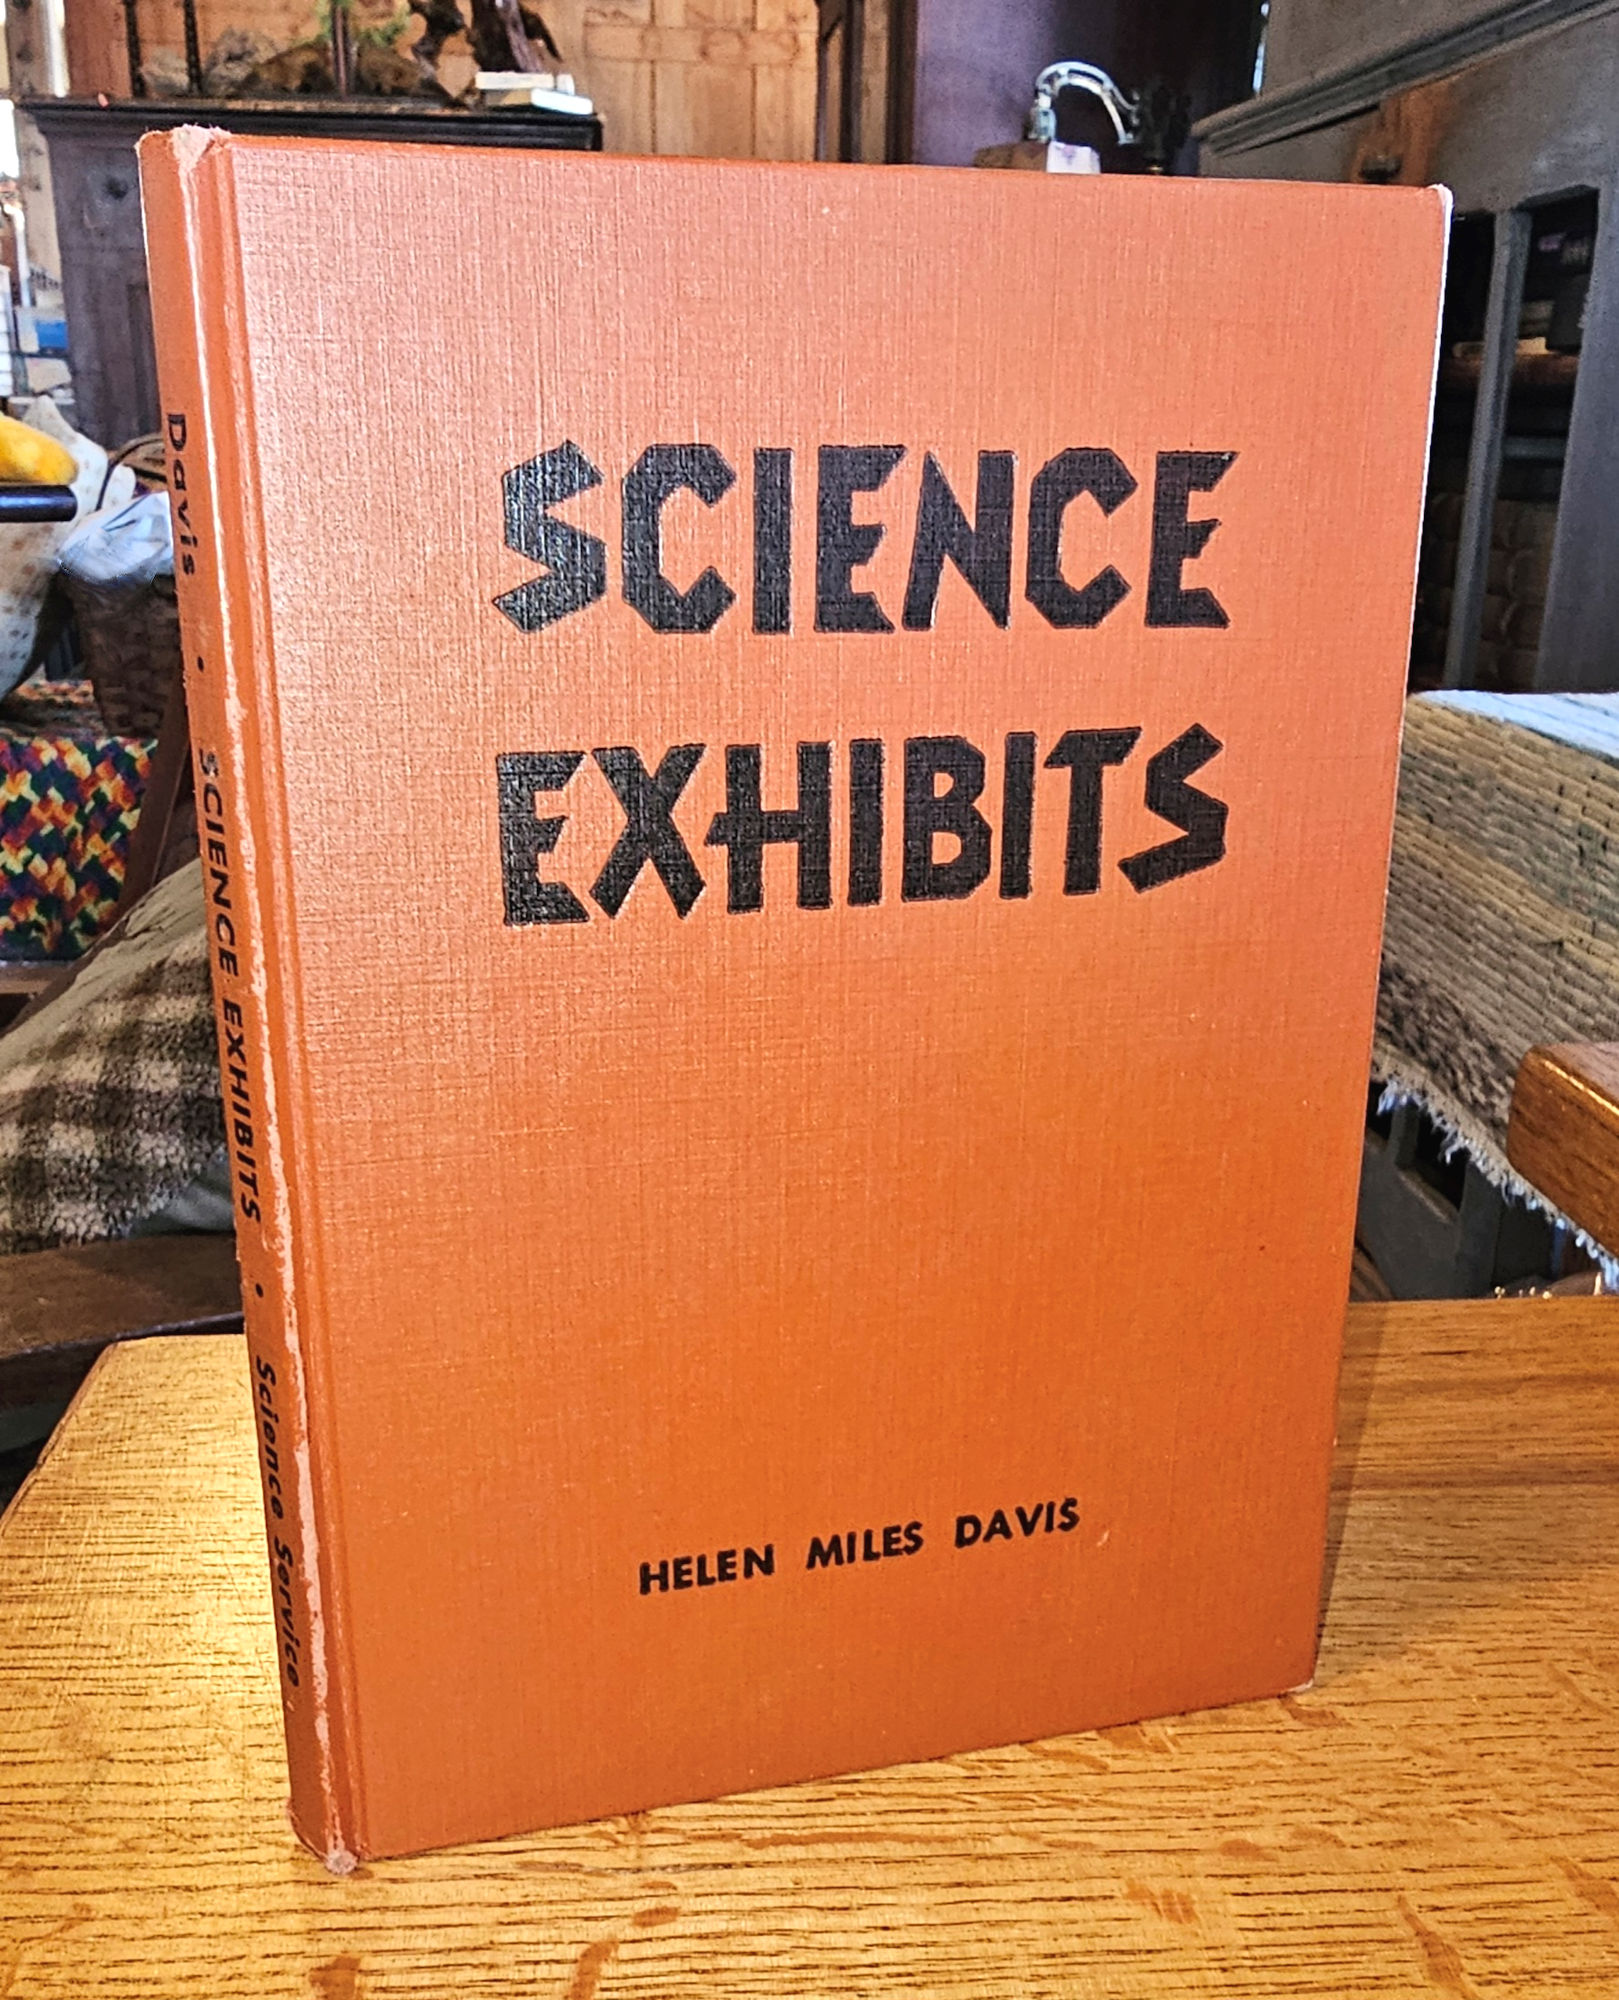 SCIENCE
EXHIBITS
HELEN MILES DAVIS
Davis • SCIENCE EXHIBITS • Science Service